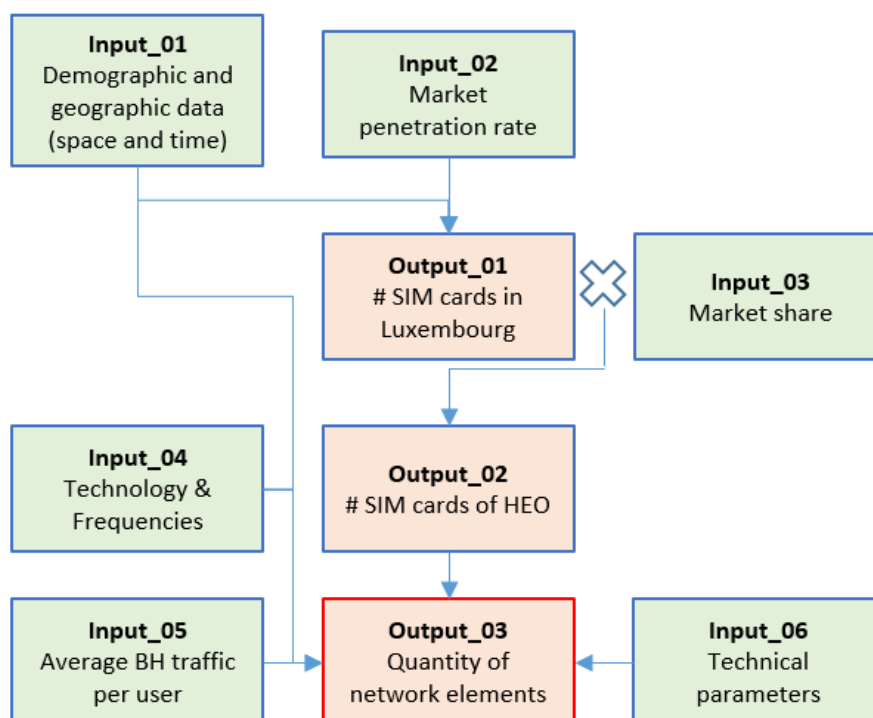 Input_01
Demographic and
geographic data
(space and time)
Input_02
Market
penetration rate
Output_01
# SIM cards in
Luxembourg
Input_03
Market share
Input_04
Technology &
Frequencies
Output_02
# SIM cards of HEO
Input_05
Average BH traffic
per user
Output_03
Quantity of
network elements
Input_06
Technical
parameters